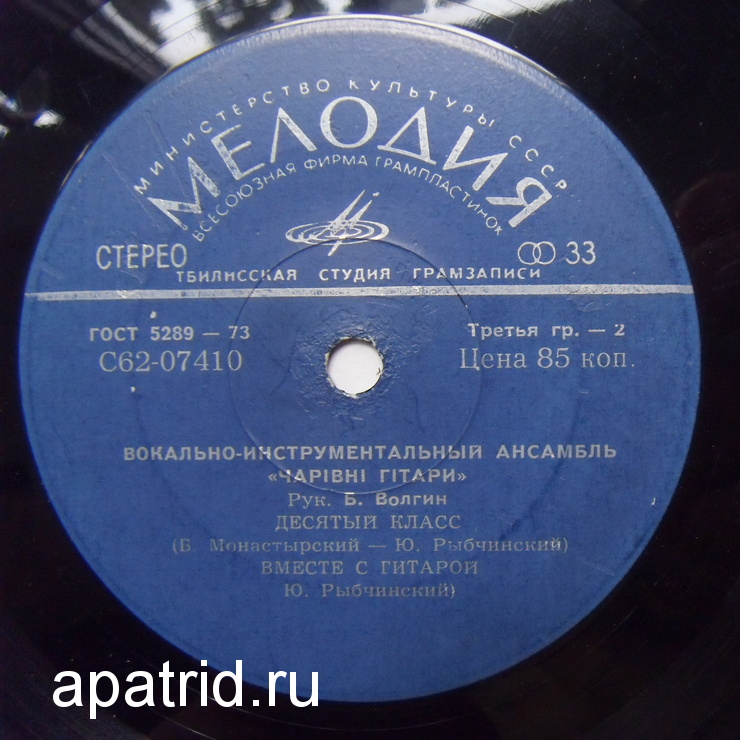 МИНИСТЕРСТВО КУЛЬТУРЫ СССР
МЕЛОДИЯ
ВСЕСОЮЗНАЯ ФИРМА ГРАМПЛАСТИНОК
СТЕРЕО 33
ТБИЛИССКАЯ СТУДИЯ ГРАМЗАПИСИ
ГОСТ 5289 — 73 Третья гр. — 2
С62-07410 Цена 85 коп.
ВОКАЛЬНО-ИНСТРУМЕНТАЛЬНЫЙ АНСАМБЛЬ
«ЧАРІВНІ ГІТАРИ»
Рук. Б. Волгин
ДЕСЯТЫЙ КЛАСС
(Б. Монастырский — Ю. Рыбчинский)
ВМЕСТЕ С ГИТАРОЙ
Ю. Рыбчинский)
apatrid.ru